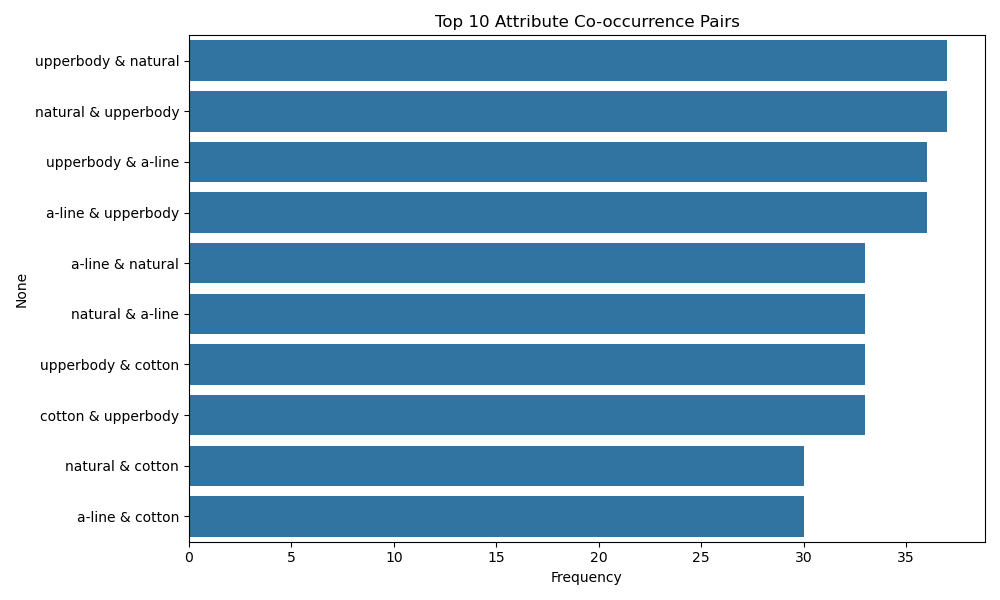 Top 10 Attribute Co-occurrence Pairs
upperbody & natural
natural & upperbody
upperbody & a-line
a-line & upperbody
a-line & natural
natural & a-line
upperbody & cotton
cotton & upperbody
natural & cotton
a-line & cotton
None
0 5 10 15 20 25 30 35
Frequency